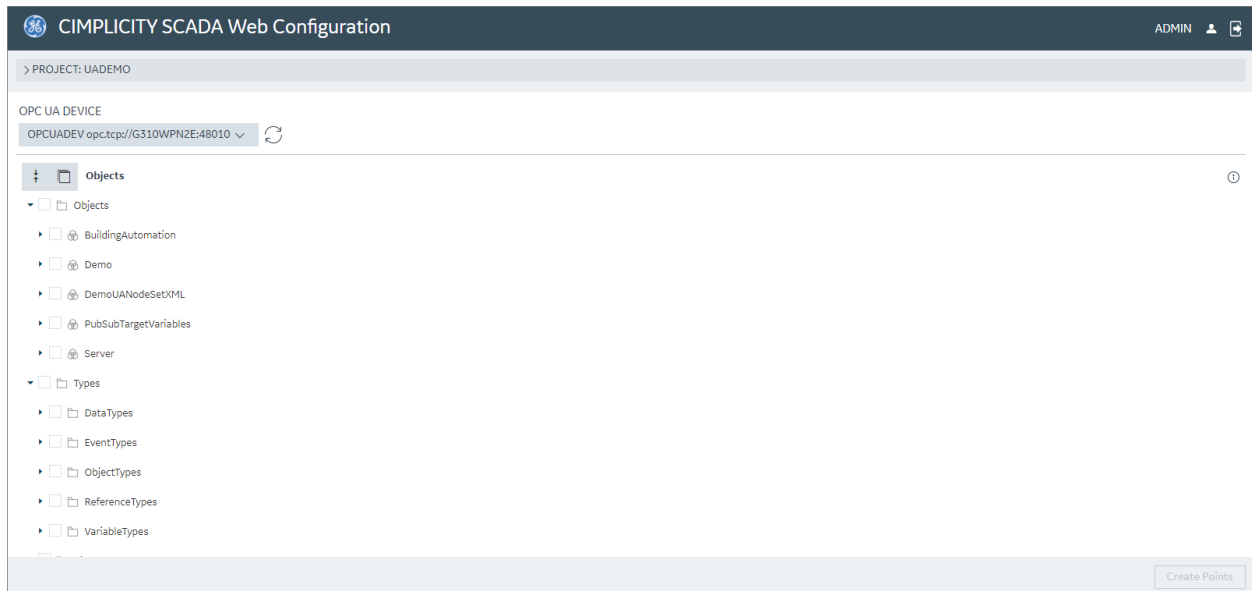 CIMPLICITY SCADA Web Configuration
ADMIN
PROJECT: UADEMO
OPC UA DEVICE
OPCUADEV opc.tcp://G310WPN2E:48010
Objects
Objects
BuildingAutomation
Demo
DemoUANodeSetXML
PubSubTargetVariables
Server
Types
DataTypes
EventTypes
ObjectTypes
ReferenceTypes
VariableTypes
Create Points